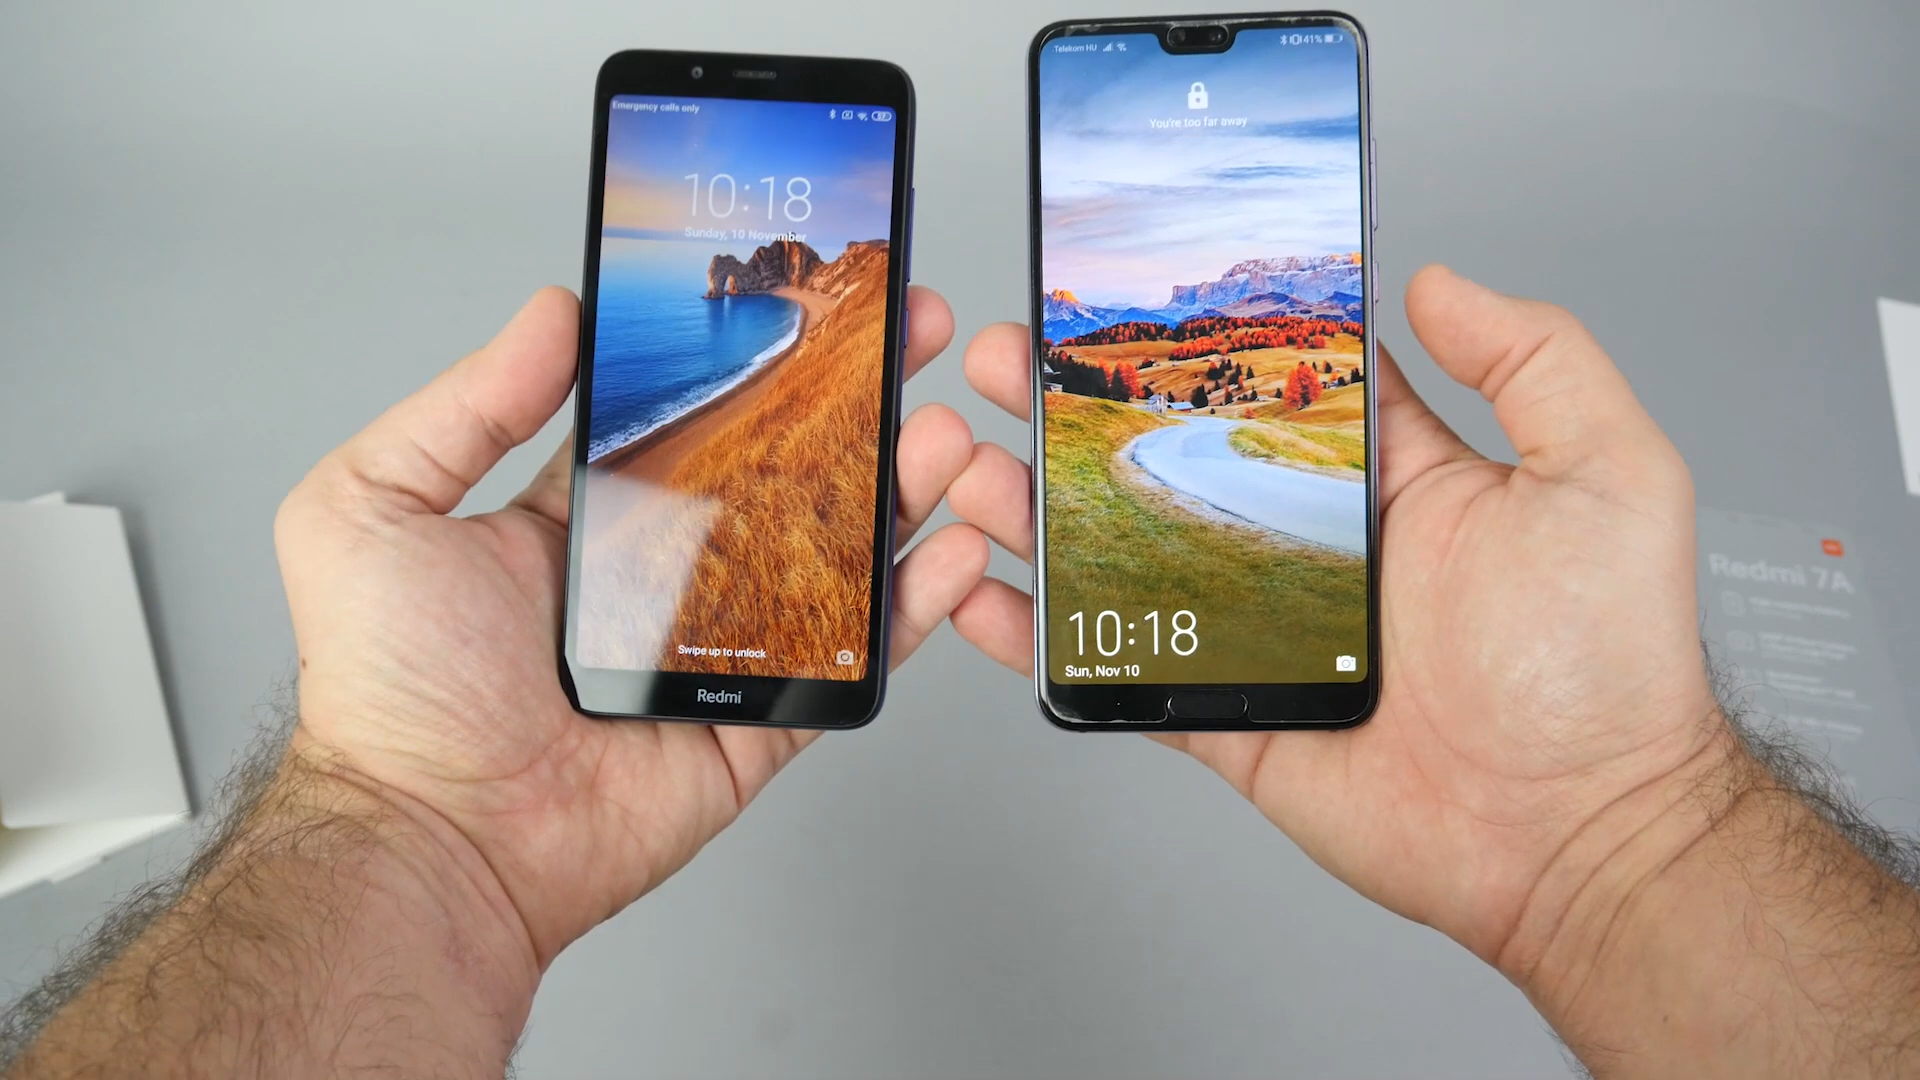 Emergency calls only
10:18
Sunday, 10 November
Swipe up to unlock
Redmi
Telekom HU
41%
You're too far away
10:18
Sun, Nov 10
Redmi 7A